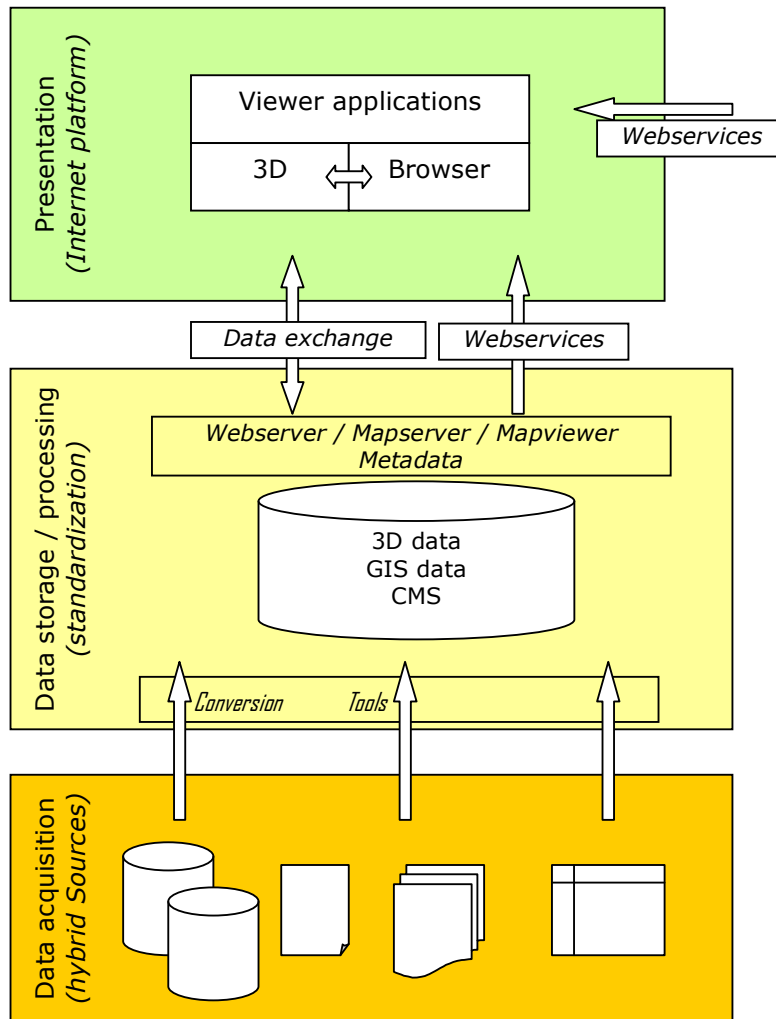 Presentation
(Internet platform)
Viewer applications
3D
Browser
Webservices
Data exchange
Webservices
Data storage / processing
(standardization)
Webserver / Mapserver / Mapviewer
Metadata
3D data
GIS data
CMS
Conversion Tools
Data acquisition
(hybrid Sources)